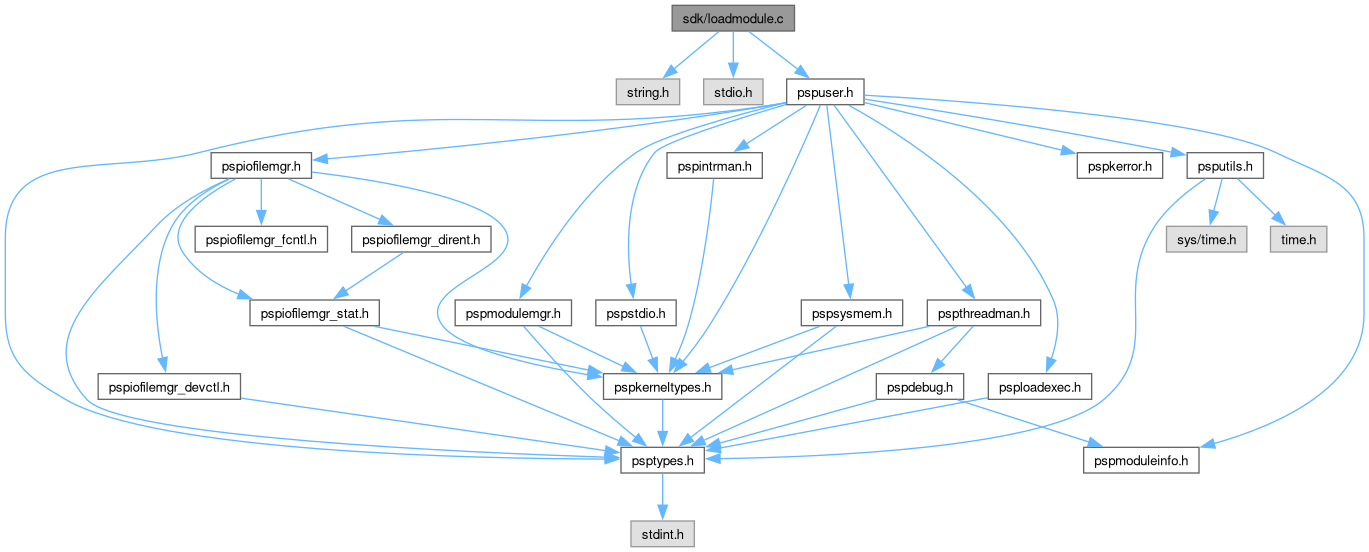 sdk/loadmodule.c
string.h
stdio.h
pspuser.h
pspiofilemgr.h
pspintrman.h
pspkerror.h
psputils.h
pspiofilemgr_fcntl.h
pspiofilemgr_dirent.h
sys/time.h
time.h
pspiofilemgr_stat.h
pspmodulemgr.h
pspstdio.h
pspsysmem.h
pspthreadman.h
pspiofilemgr_devctl.h
pspkerneltypes.h
pspdebug.h
psploadexec.h
psptypes.h
pspmoduleinfo.h
stdint.h